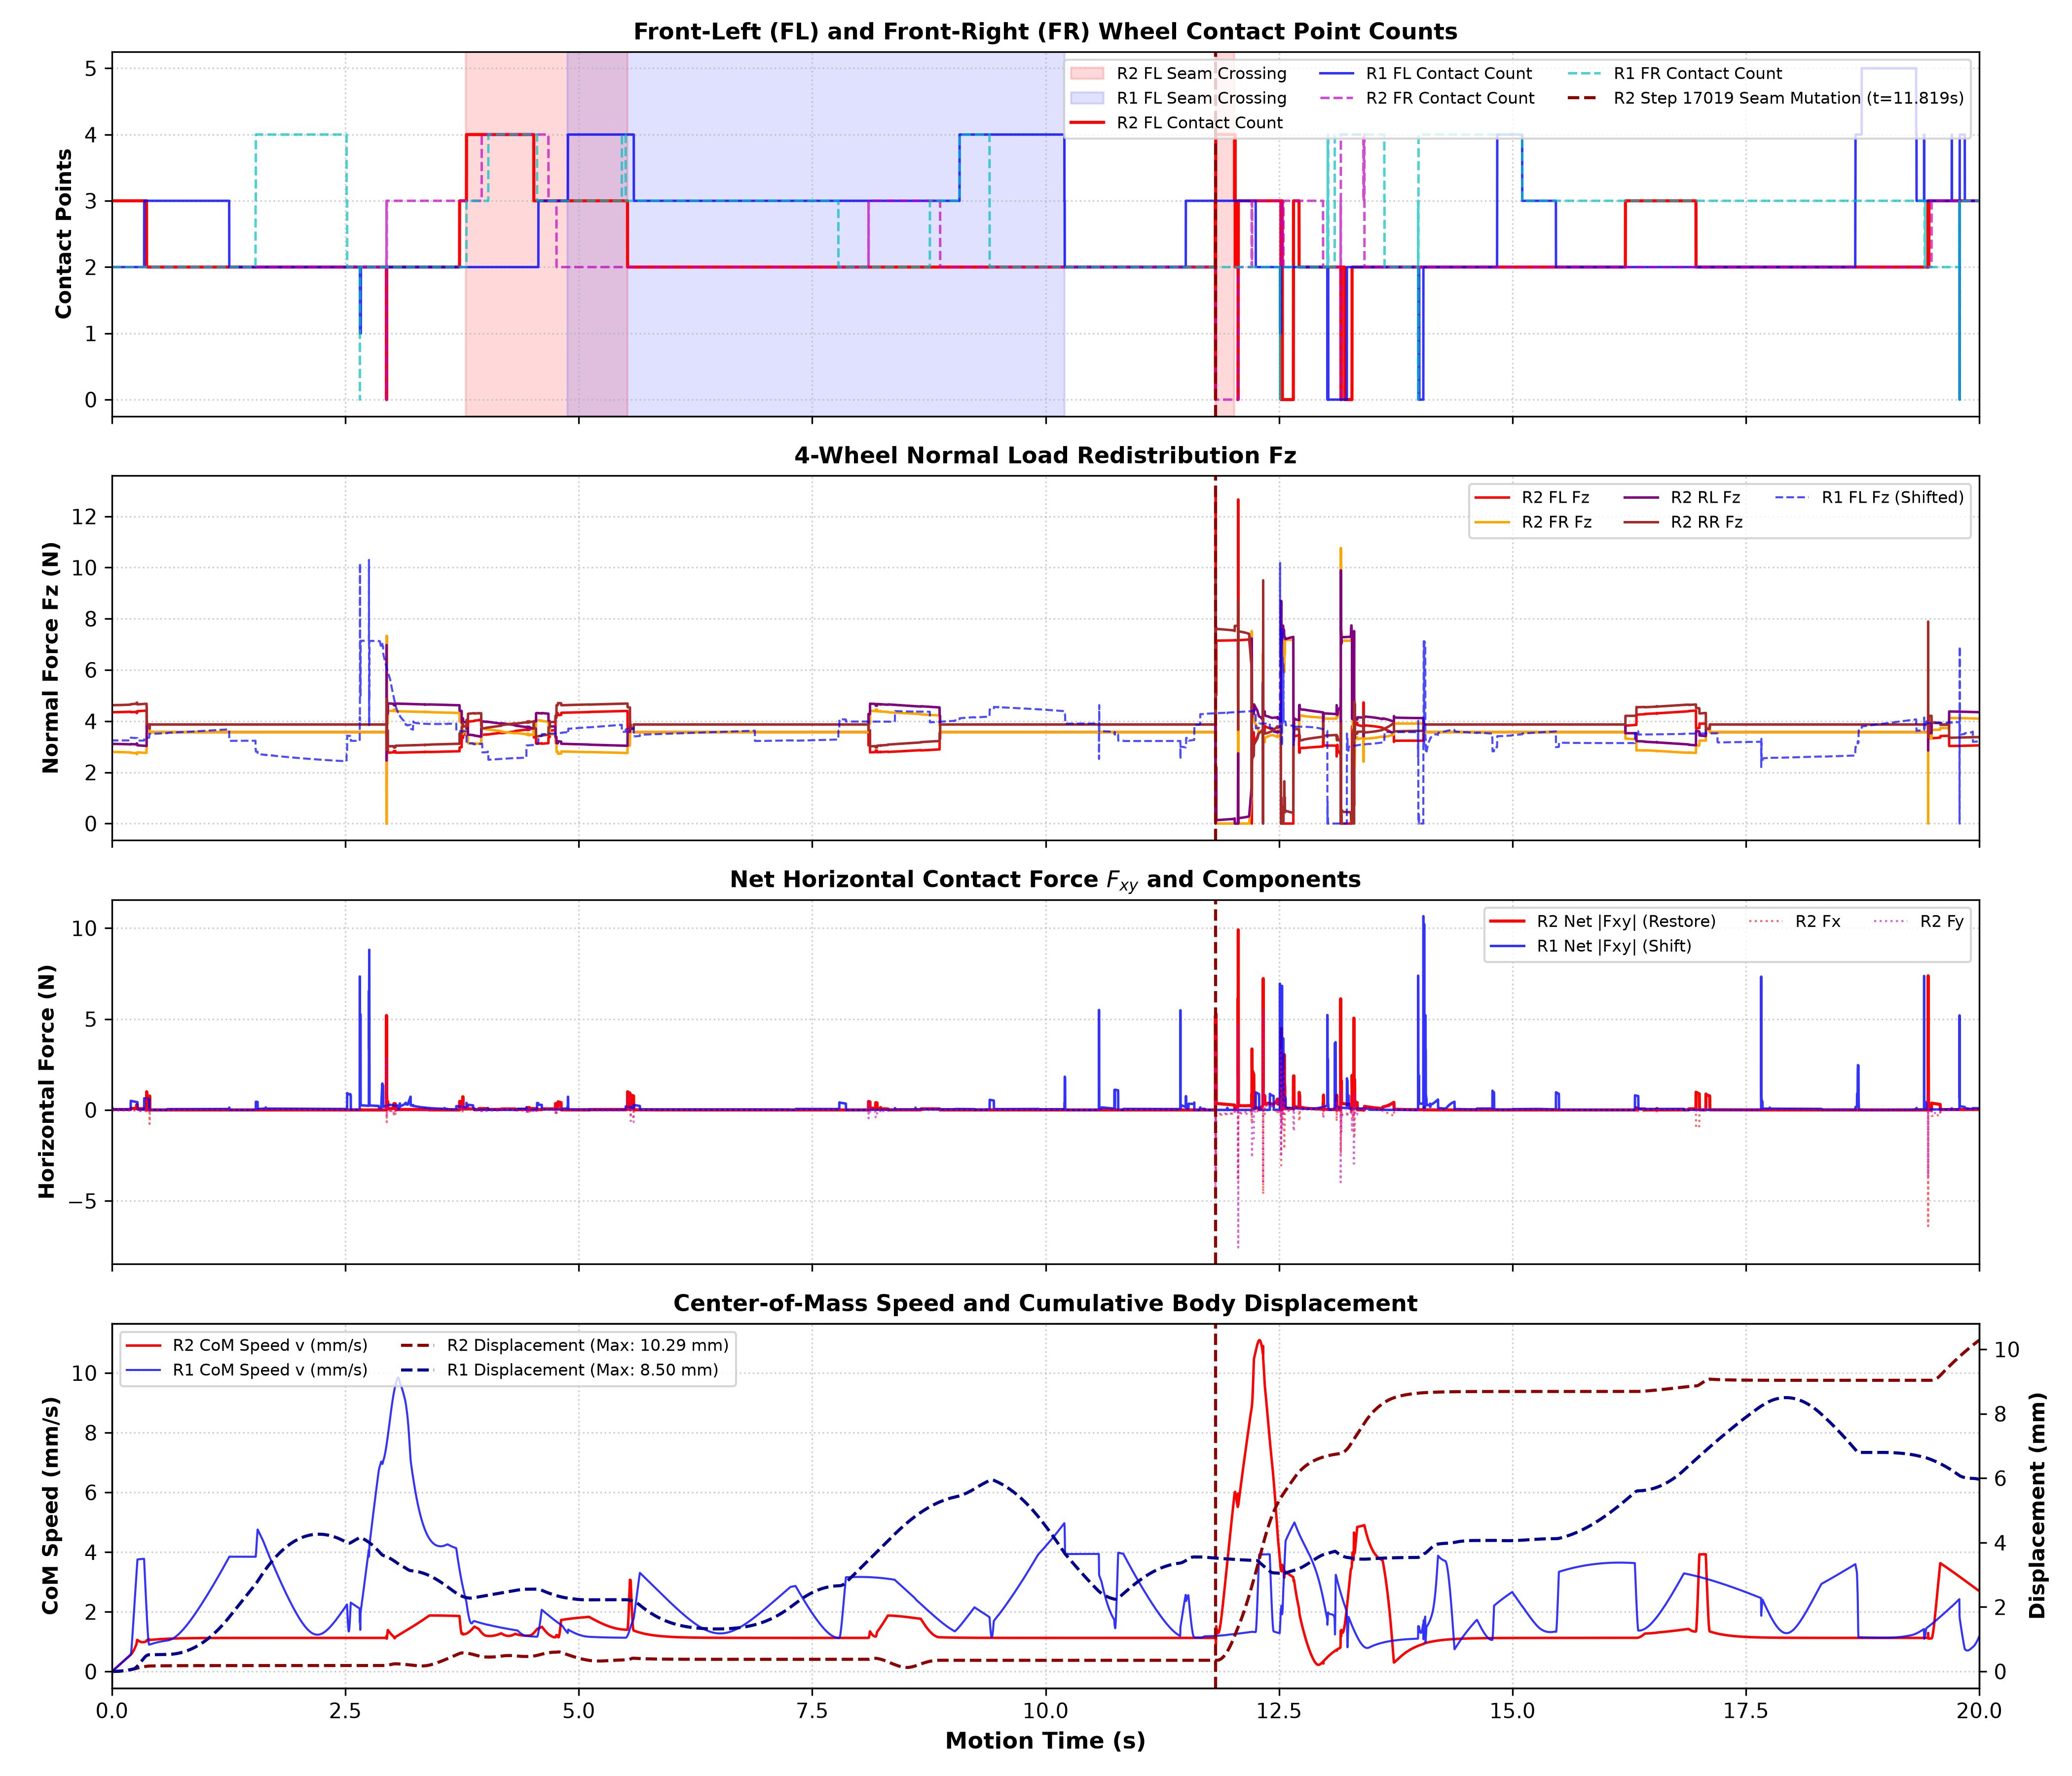 Front-Left (FL) and Front-Right (FR) Wheel Contact Point Counts
Contact Points
5
4
3
2
1
0
R2 FL Seam Crossing
R1 FL Seam Crossing
R2 FL Contact Count
R1 FL Contact Count
R2 FR Contact Count
R1 FR Contact Count
R2 Step 17019 Seam Mutation (t=11.819s)
4-Wheel Normal Load Redistribution Fz
Normal Force Fz (N)
12
10
8
6
4
2
0
R2 FL Fz
R2 FR Fz
R2 RL Fz
R2 RR Fz
R1 FL Fz (Shifted)
Net Horizontal Contact Force Fxy and Components
Horizontal Force (N)
10
5
0
−5
R2 Net |Fxy| (Restore)
R1 Net |Fxy| (Shift)
R2 Fx
R2 Fy
Center-of-Mass Speed and Cumulative Body Displacement
CoM Speed (mm/s)
10
8
6
4
2
0
R2 CoM Speed v (mm/s)
R1 CoM Speed v (mm/s)
R2 Displacement (Max: 10.29 mm)
R1 Displacement (Max: 8.50 mm)
10
8
6
4
2
0
Displacement (mm)
0.0 2.5 5.0 7.5 10.0 12.5 15.0 17.5 20.0
Motion Time (s)